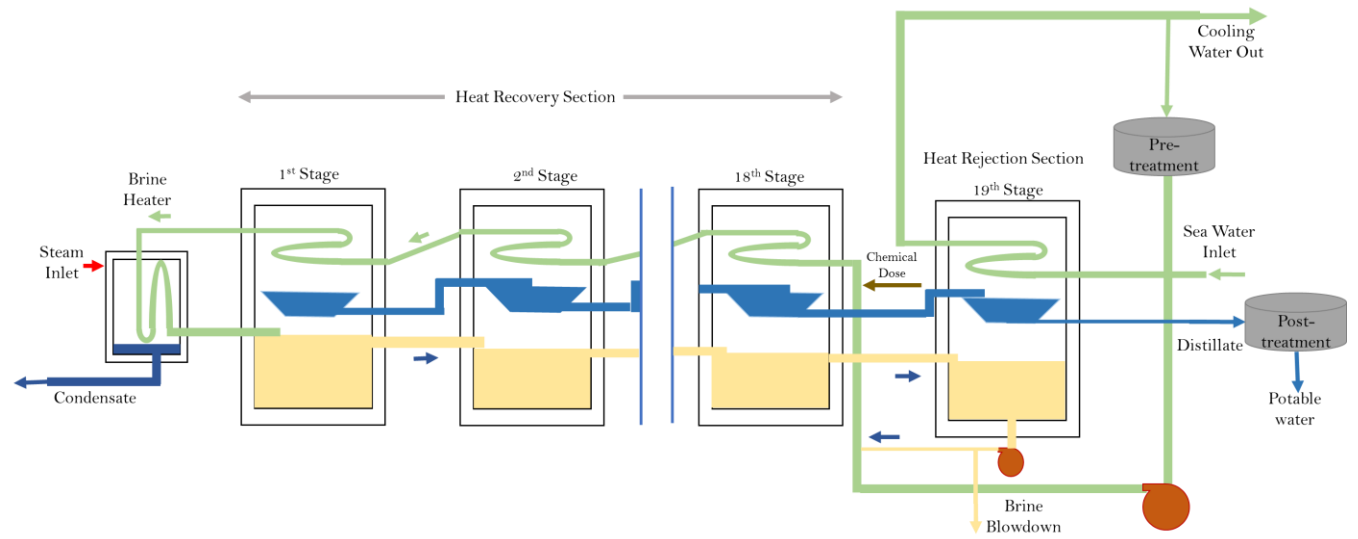 Cooling
Water Out
Heat Recovery Section
Pre-
treatment
Heat Rejection Section
1st Stage
2nd Stage
18th Stage
19th Stage
Brine
Heater
Steam
Inlet
Sea Water
Inlet
Chemical
Dose
Post-
treatment
Distillate
Condensate
Potable
water
Brine
Blowdown